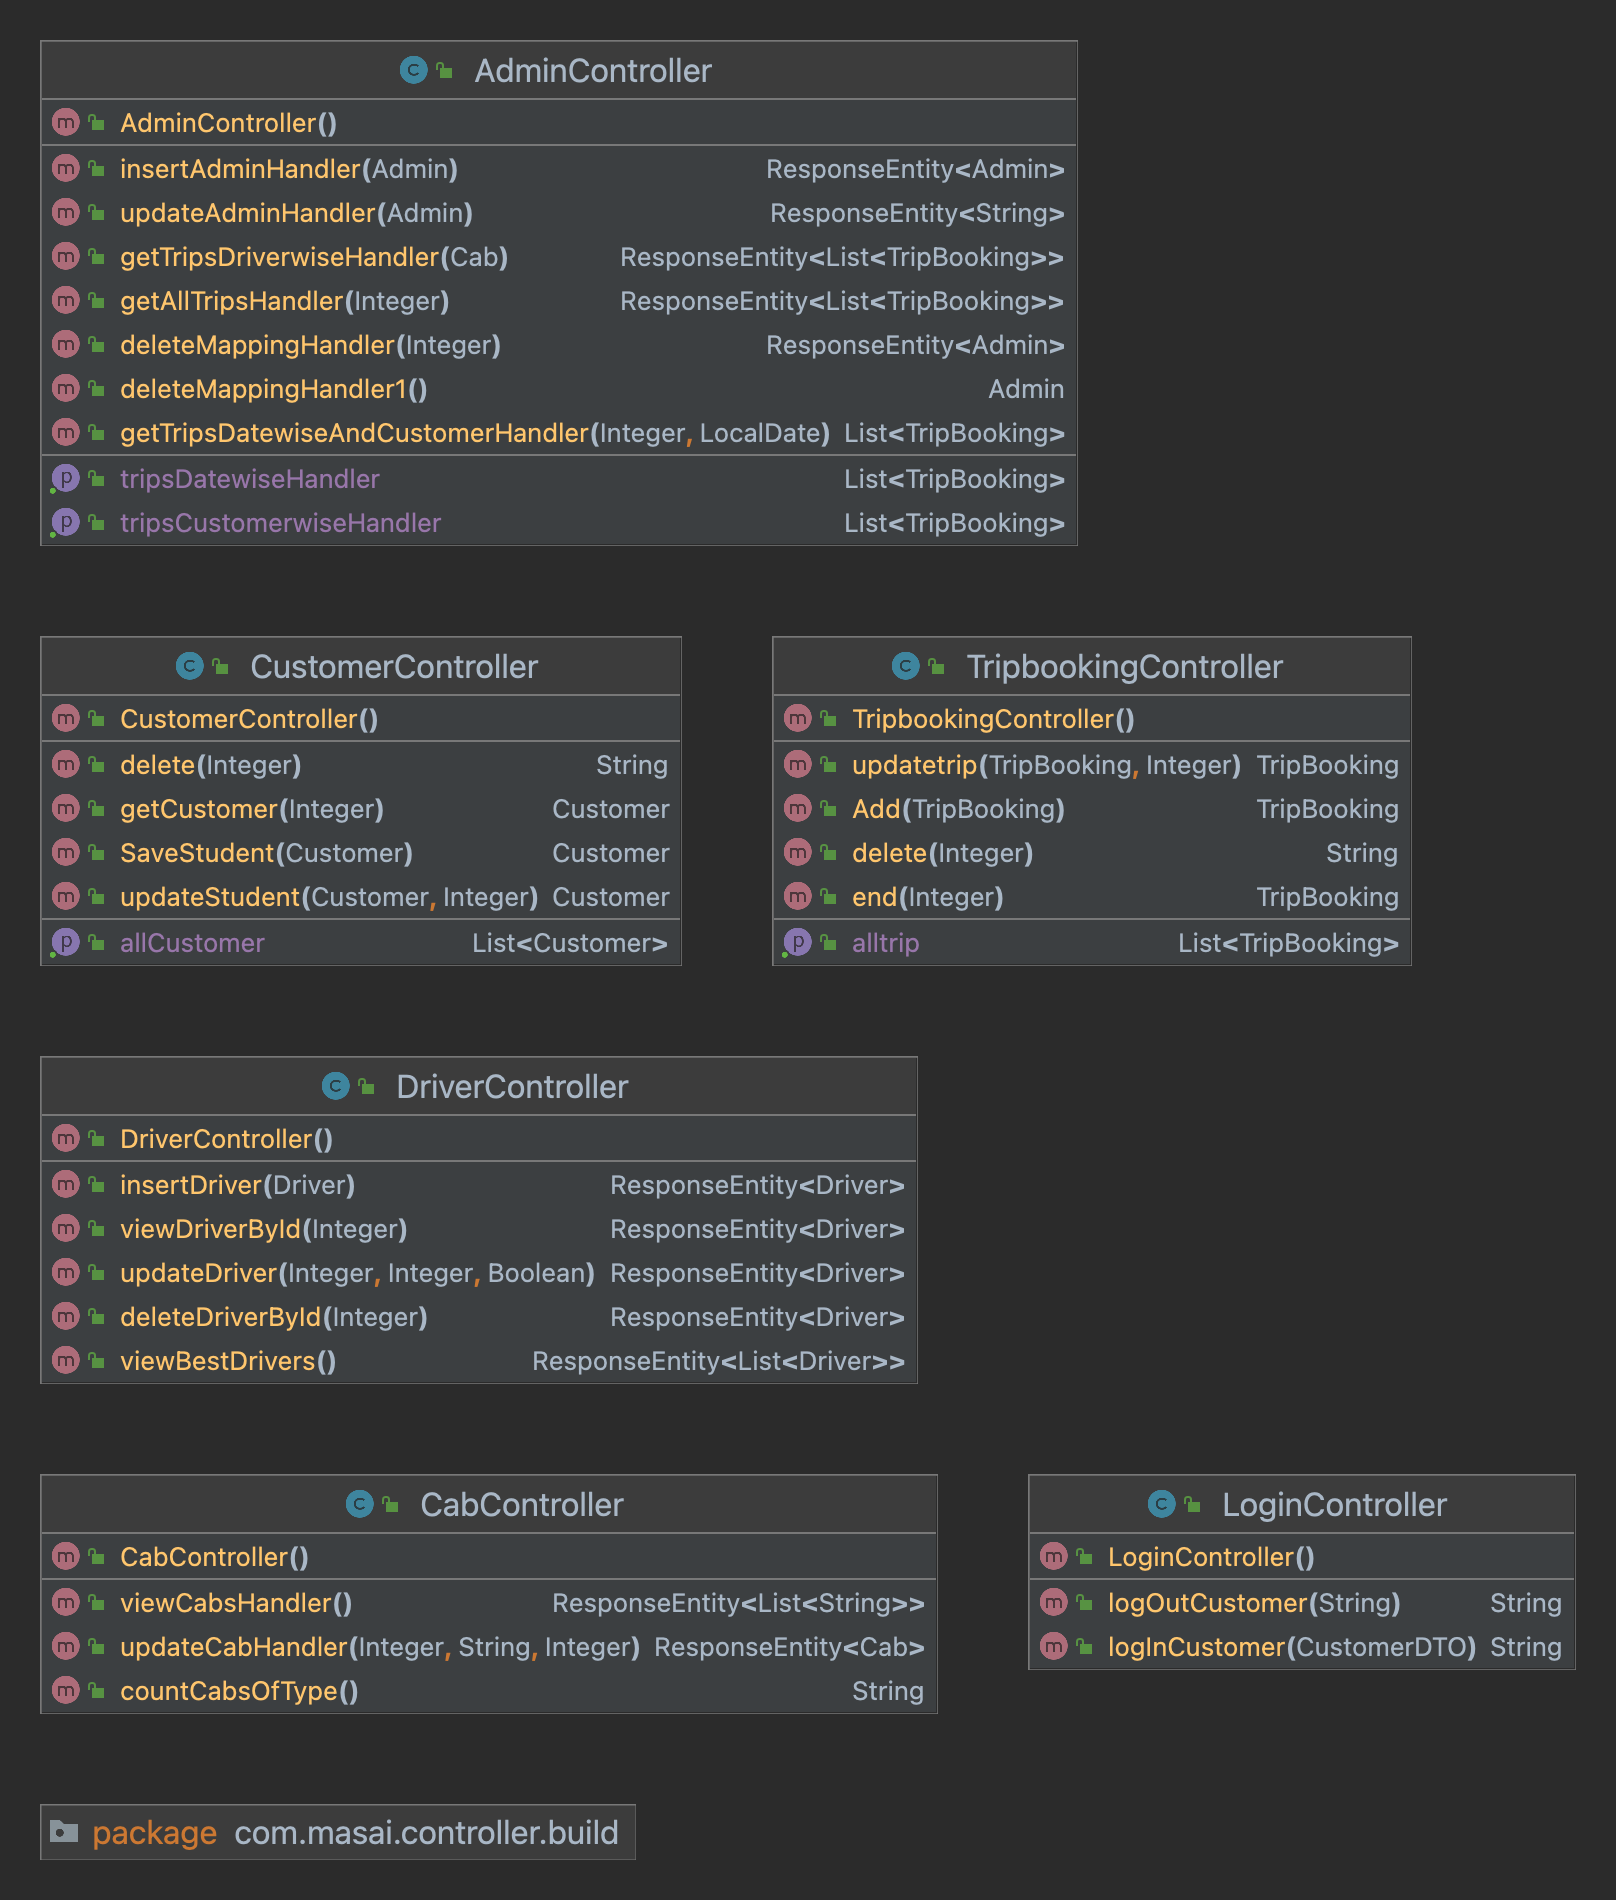 AdminController
AdminController()
insertAdminHandler(Admin) ResponseEntity<Admin>
updateAdminHandler(Admin) ResponseEntity<String>
getTripsDriverwiseHandler(Cab) ResponseEntity<List<TripBooking>>
getAllTripsHandler(Integer) ResponseEntity<List<TripBooking>>
deleteMappingHandler(Integer) ResponseEntity<Admin>
deleteMappingHandler1() Admin
getTripsDatewiseAndCustomerHandler(Integer, LocalDate) List<TripBooking>
tripsDatewiseHandler List<TripBooking>
tripsCustomerwiseHandler List<TripBooking>
CustomerController
CustomerController()
delete(Integer) String
getCustomer(Integer) Customer
SaveStudent(Customer) Customer
updateStudent(Customer, Integer) Customer
allCustomer List<Customer>
TripbookingController
TripbookingController()
updatetrip(TripBooking, Integer) TripBooking
Add(TripBooking) TripBooking
delete(Integer) String
end(Integer) TripBooking
alltrip List<TripBooking>
DriverController
DriverController()
insertDriver(Driver) ResponseEntity<Driver>
viewDriverById(Integer) ResponseEntity<Driver>
updateDriver(Integer, Integer, Boolean) ResponseEntity<Driver>
deleteDriverById(Integer) ResponseEntity<Driver>
viewBestDrivers() ResponseEntity<List<Driver>>
CabController
CabController()
viewCabsHandler() ResponseEntity<List<String>>
updateCabHandler(Integer, String, Integer) ResponseEntity<Cab>
countCabsOfType() String
LoginController
LoginController()
logOutCustomer(String) String
logInCustomer(CustomerDTO) String
package com.masai.controller.build